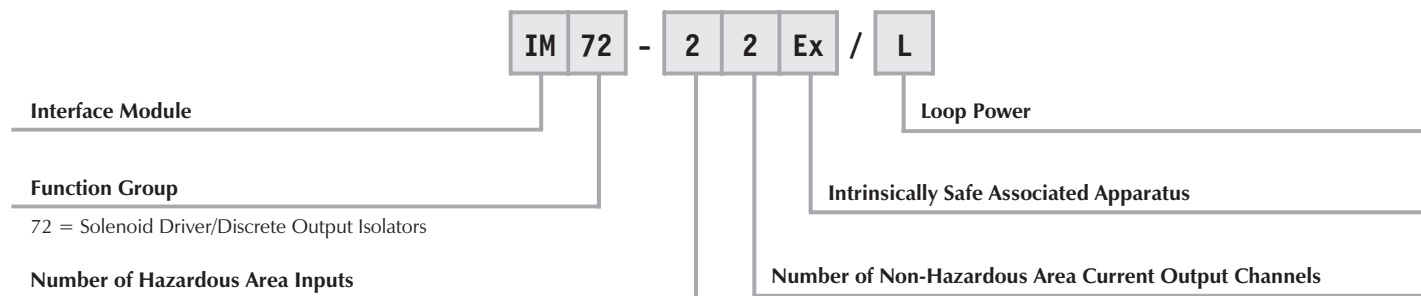 IM 72 - 2 2 Ex / L
Interface Module
Loop Power
Function Group
Intrinsically Safe Associated Apparatus
72 = Solenoid Driver/Discrete Output Isolators
Number of Hazardous Area Inputs
Number of Non-Hazardous Area Current Output Channels